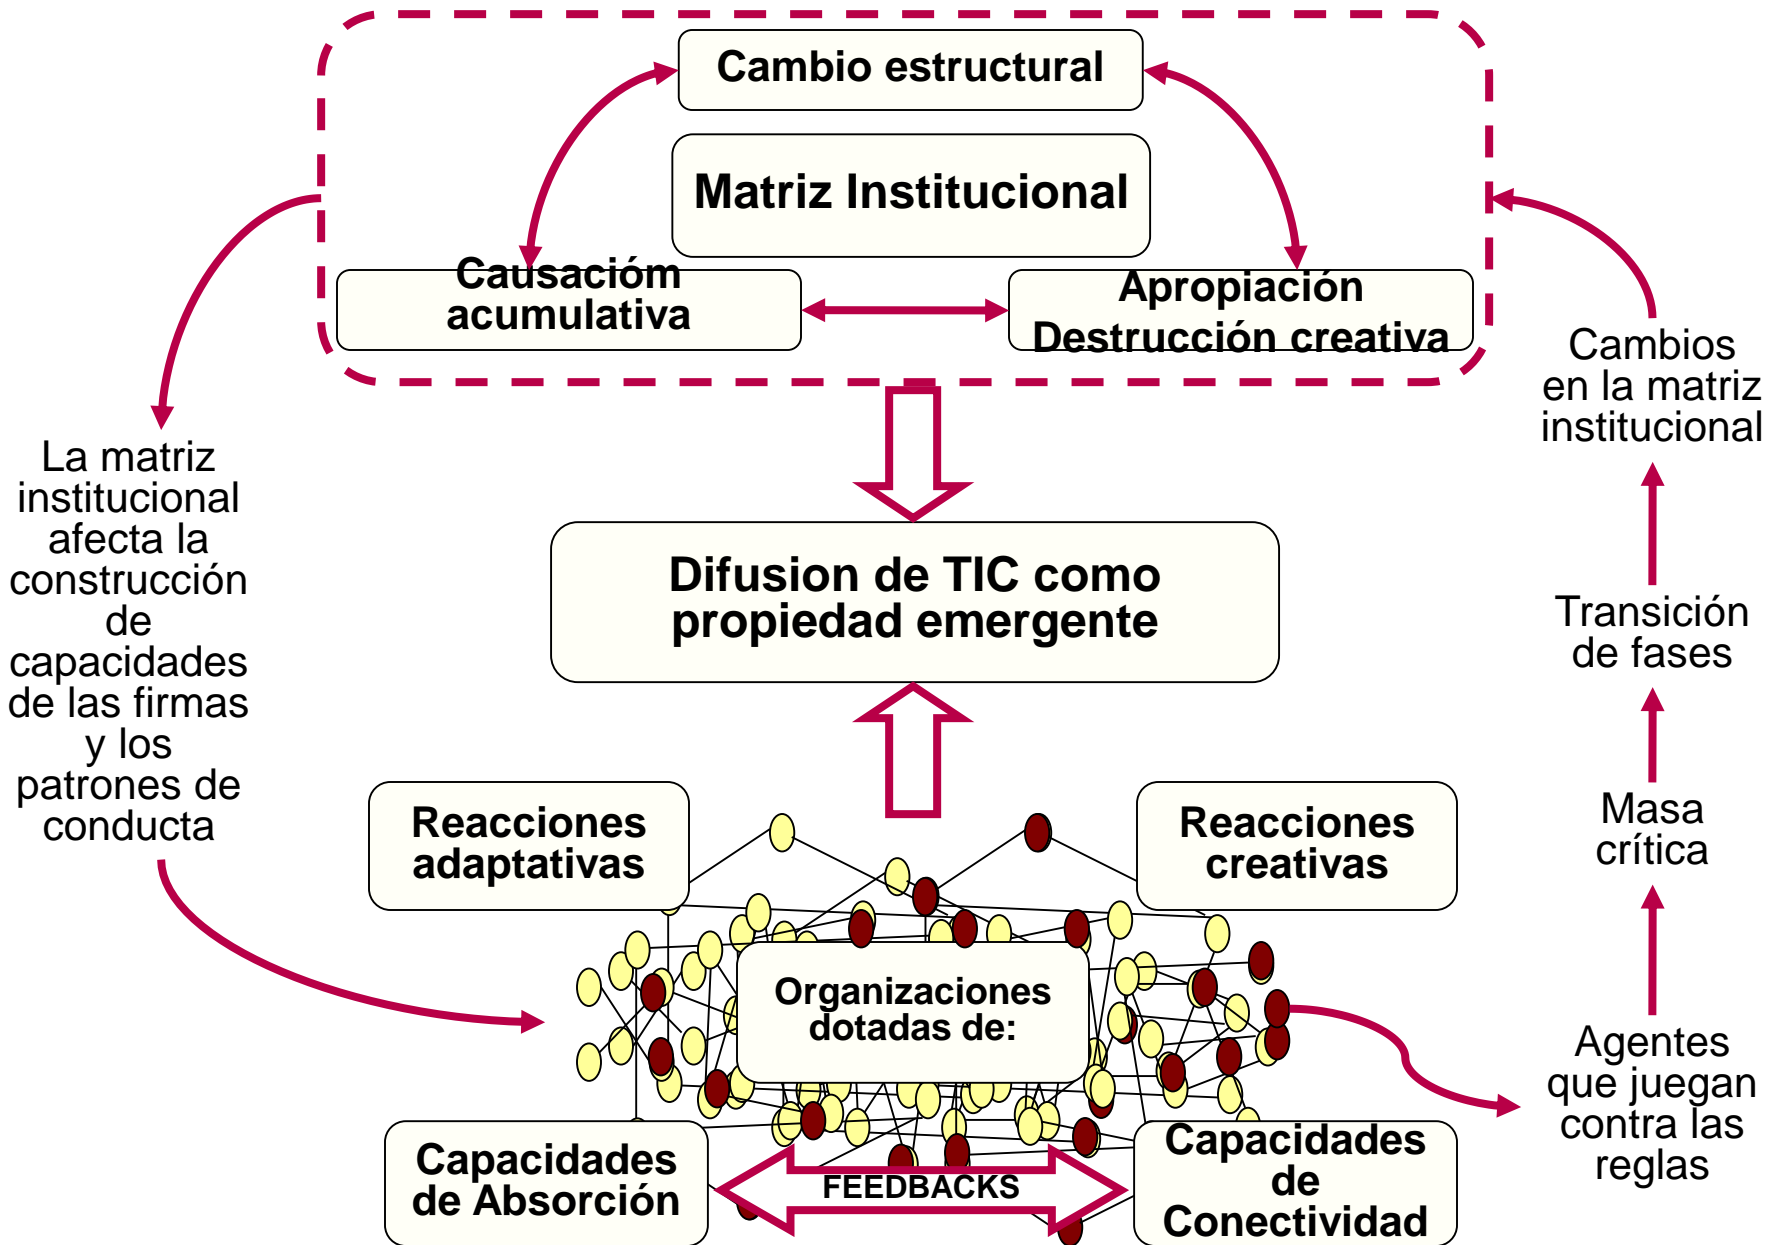 Cambio estructural
Matriz Institucional
Causacióm
acumulativa
Apropiación
Destrucción creativa
La matriz
institucional
afecta la
construcción
de
capacidades
de las firmas
y los
patrones de
conducta
Difusion de TIC como
propiedad emergente
Cambios
en la matriz
institucional
Transición
de fases
Masa
crítica
Agentes
que juegan
contra las
reglas
Reacciones
adaptativas
Reacciones
creativas
Organizaciones
dotadas de:
Capacidades
de Absorción
FEEDBACKS
Capacidades
de
Conectividad